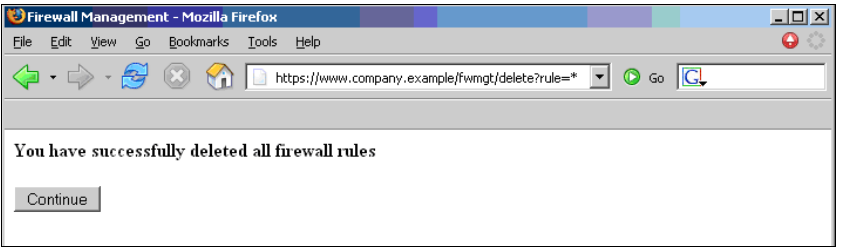 Firewall Management - Mozilla Firefox
File Edit View Go Bookmarks Tools Help
https://www.company.example/fwmgt/delete?rule=* Go G
You have successfully deleted all firewall rules
Continue